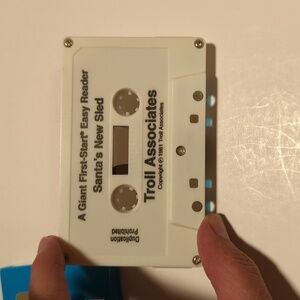 A Giant First-Start® Easy Reader
Santa's New Sled
Duplication
Prohibited
Troll Associates
Copyright © 1981 Troll Associates